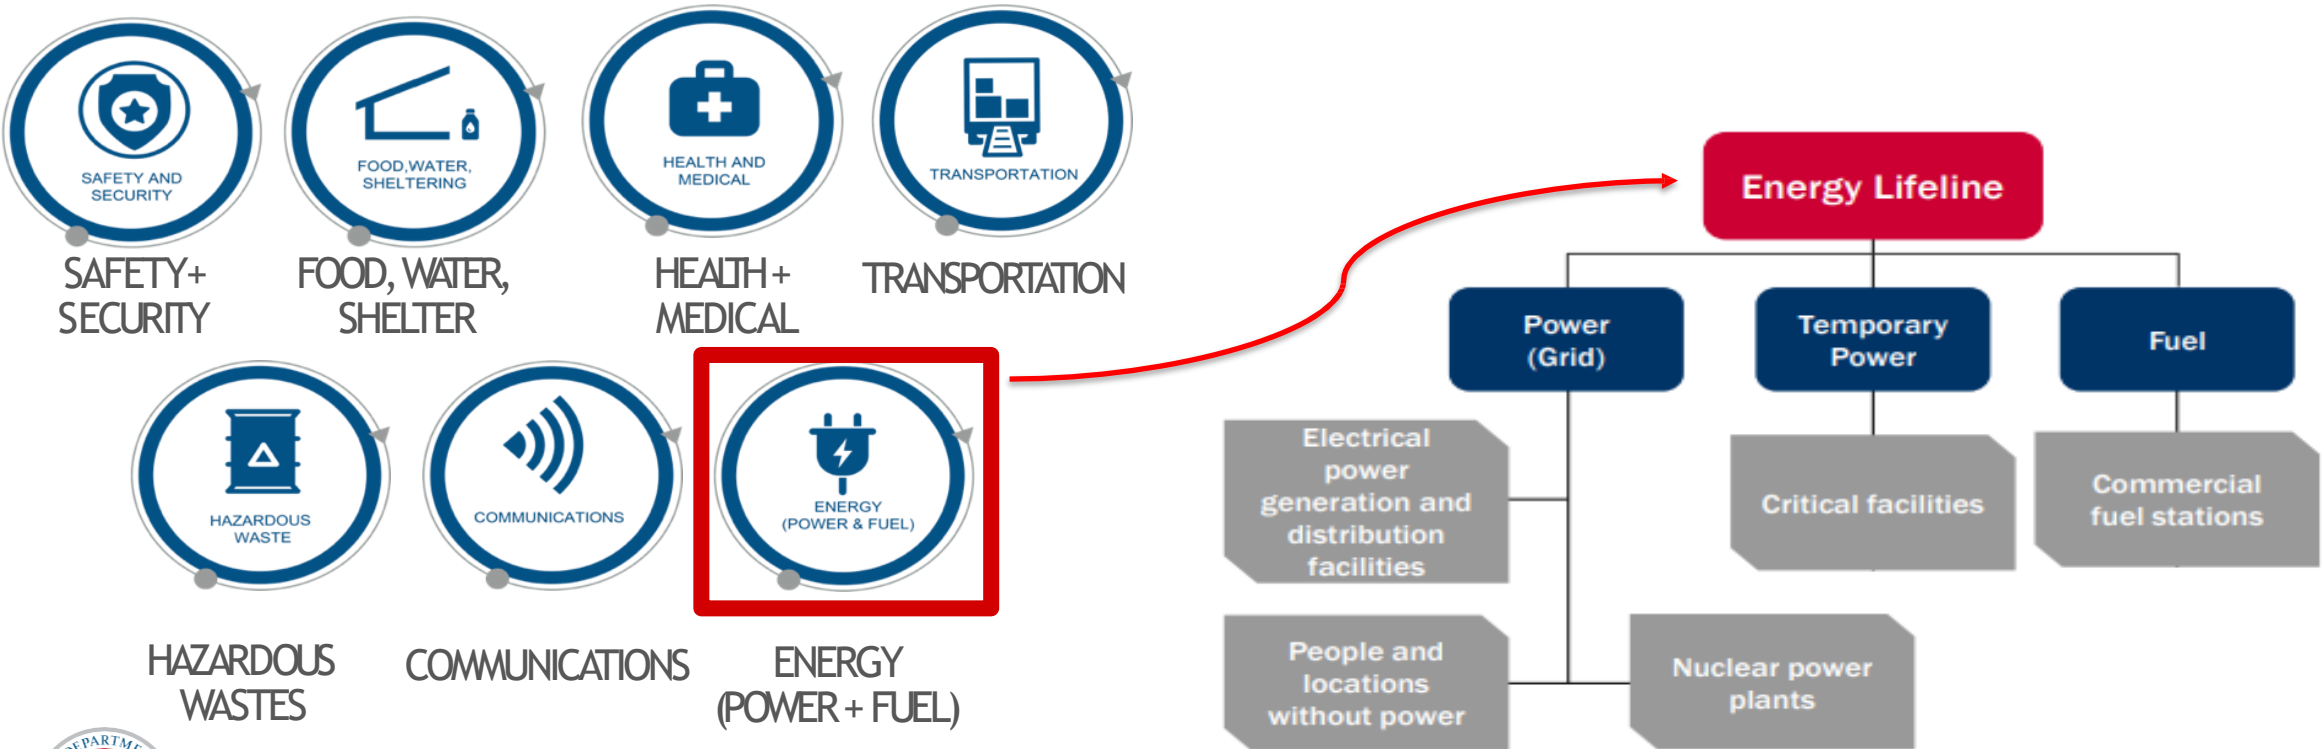 SAFETY AND
SECURITY
FOOD,WATER,
SHELTERING
HEALTH AND
MEDICAL
TRANSPORTATION
SAFETY+
SECURITY
FOOD, WATER,
SHELTER
HEALTH +
MEDICAL
TRANSPORTATION
HAZARDOUS
WASTE
COMMUNICATIONS
ENERGY
(POWER & FUEL)
HAZARDOUS
WASTES
COMMUNICATIONS
ENERGY
(POWER + FUEL)
Energy Lifeline
Power
(Grid)
Temporary
Power
Fuel
Electrical
power
generation and
distribution
facilities
Critical facilities
Commercial
fuel stations
People and
locations
without power
Nuclear power
plants